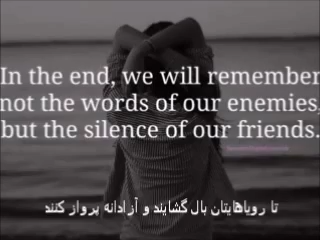 In the end, we will remember
not the words of our enemies,
but the silence of our friends.
تا رویاهایتان بال گشایند و آزادانه پرواز کنند